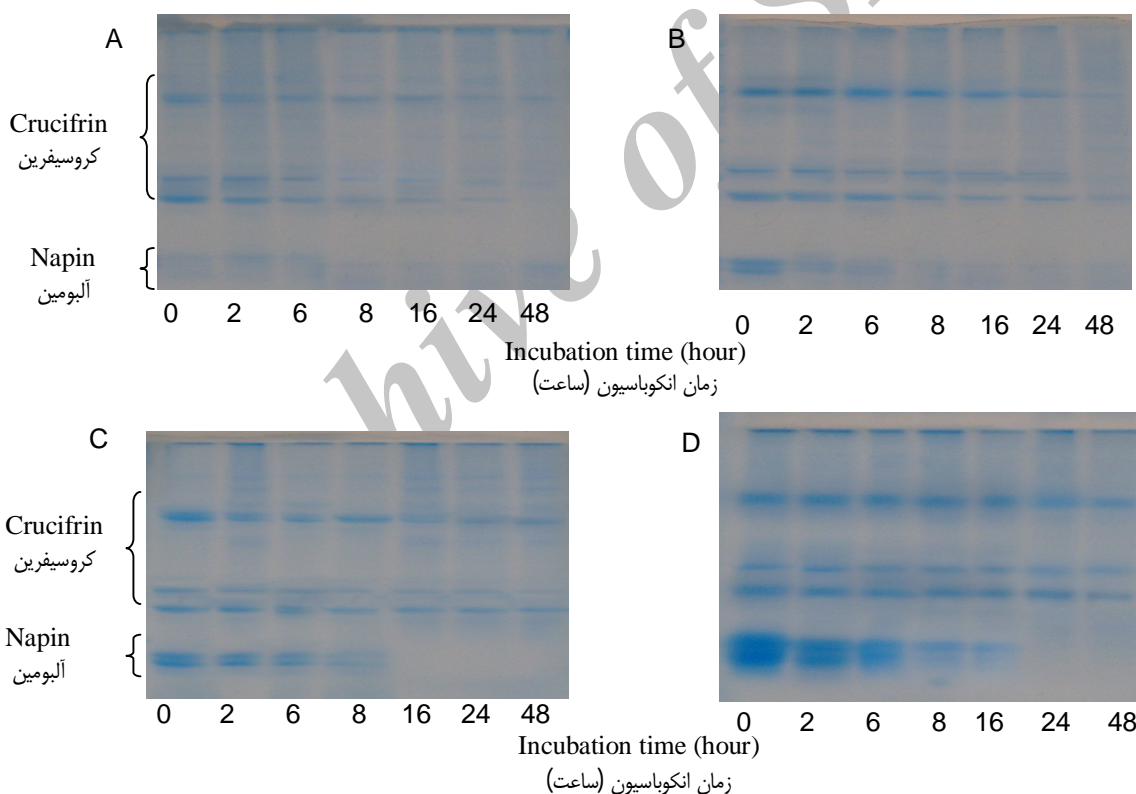 A
B
Crucifrin
کروسیفرین
Napin
آلبومین
0 2 6 8 16 24 48
0 2 6 8 16 24 48
Incubation time (hour)
زمان انکوباسیون (ساعت)
C
D
Crucifrin
کروسیفرین
Napin
آلبومین
0 2 6 8 16 24 48
0 2 6 8 16 24 48
Incubation time (hour)
زمان انکوباسیون (ساعت)
hive of S